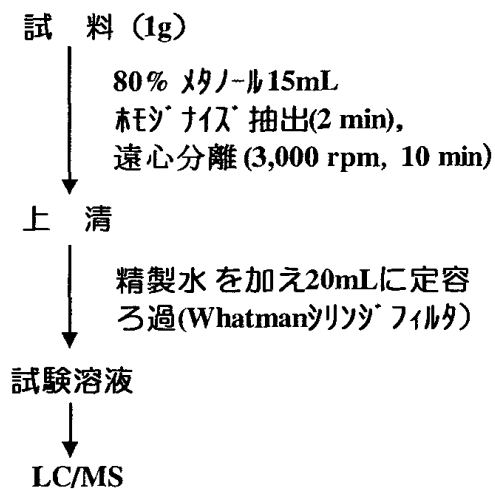 試 料 (1g)
80% ﾒﾀﾉｰﾙ15mL
ﾎﾓｼﾞﾅｲｽﾞ抽出(2 min),
遠心分離(3,000 rpm, 10 min)
上 清
精製水を加え20mLに定容
ろ過(Whatmanｼﾘﾝｼﾞﾌｨﾙﾀ)
試験溶液
LC/MS